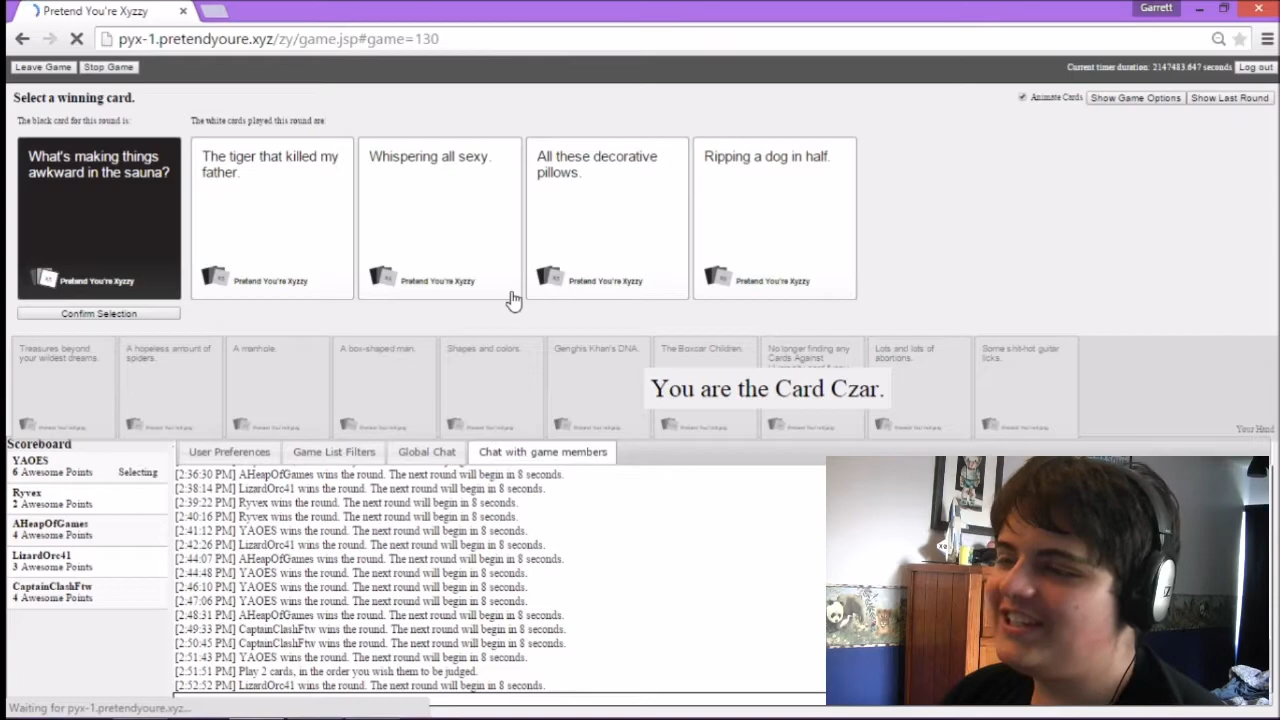 Pretend You're Xyzzy
Garrett
pyx-1.pretendyoure.xyz/zy/game.jsp#game=130
Leave Game
Stop Game
Current timer duration: 2147483.647 seconds
Log out
Select a winning card.
Animate Cards
Show Game Options
Show Last Round
The black card for this round is:
The white cards played this round are:
What's making things
awkward in the sauna?
Pretend You're Xyzzy
The tiger that killed my
father.
Pretend You're Xyzzy
Whispering all sexy.
Pretend You're Xyzzy
All these decorative
pillows.
Pretend You're Xyzzy
Ripping a dog in half.
Pretend You're Xyzzy
Confirm Selection
Treasures beyond
your wildest dreams.
A hopeless amount of
spiders.
A manhole.
A box-shaped man.
Shapes and colors.
Genghis Khan's DNA.
The Boxcar Children.
No longer finding any
Cards Against
Lots and lots of
abortions.
Some shit-hot guitar
licks.
You are the Card Czar.
Your Hand
Scoreboard
YAOES
6 Awesome Points
Selecting
Ryvex
2 Awesome Points
AHeapOfGames
4 Awesome Points
LizardOrc41
3 Awesome Points
CaptainClashFtw
4 Awesome Points
User Preferences
Game List Filters
Global Chat
Chat with game members
[2:36:30 PM] AHeapOfGames wins the round. The next round will begin in 8 seconds.
[2:38:14 PM] LizardOrc41 wins the round. The next round will begin in 8 seconds.
[2:39:22 PM] Ryvex wins the round. The next round will begin in 8 seconds.
[2:40:16 PM] Ryvex wins the round. The next round will begin in 8 seconds.
[2:41:12 PM] YAOES wins the round. The next round will begin in 8 seconds.
[2:42:26 PM] LizardOrc41 wins the round. The next round will begin in 8 seconds.
[2:44:07 PM] AHeapOfGames wins the round. The next round will begin in 8 seconds.
[2:44:48 PM] YAOES wins the round. The next round will begin in 8 seconds.
[2:46:10 PM] YAOES wins the round. The next round will begin in 8 seconds.
[2:47:06 PM] YAOES wins the round. The next round will begin in 8 seconds.
[2:48:31 PM] AHeapOfGames wins the round. The next round will begin in 8 seconds.
[2:49:33 PM] CaptainClashFtw wins the round. The next round will begin in 8 seconds.
[2:50:45 PM] CaptainClashFtw wins the round. The next round will begin in 8 seconds.
[2:51:43 PM] YAOES wins the round. The next round will begin in 8 seconds.
[2:51:51 PM] Play 2 cards, in the order you wish them to be judged.
[2:52:52 PM] LizardOrc41 wins the round. The next round will begin in 8 seconds.
Waiting for pyx-1.pretendyoure.xyz...